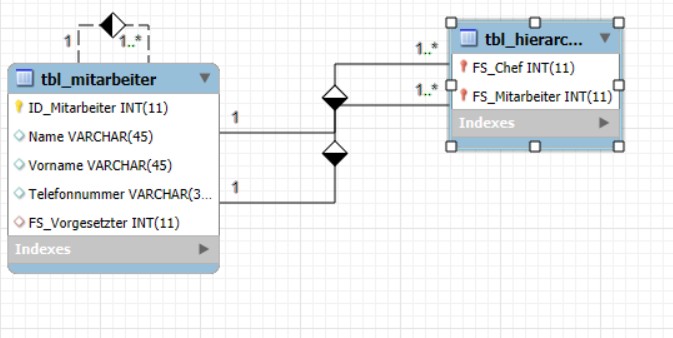 1
1..*
tbl_mitarbeiter
ID_Mitarbeiter INT(11)
Name VARCHAR(45)
Vorname VARCHAR(45)
Telefonnummer VARCHAR(3...
FS_Vorgesetzter INT(11)
Indexes
1
1
1..*
1..*
tbl_hierarc...
FS_Chef INT(11)
FS_Mitarbeiter INT(11)
Indexes